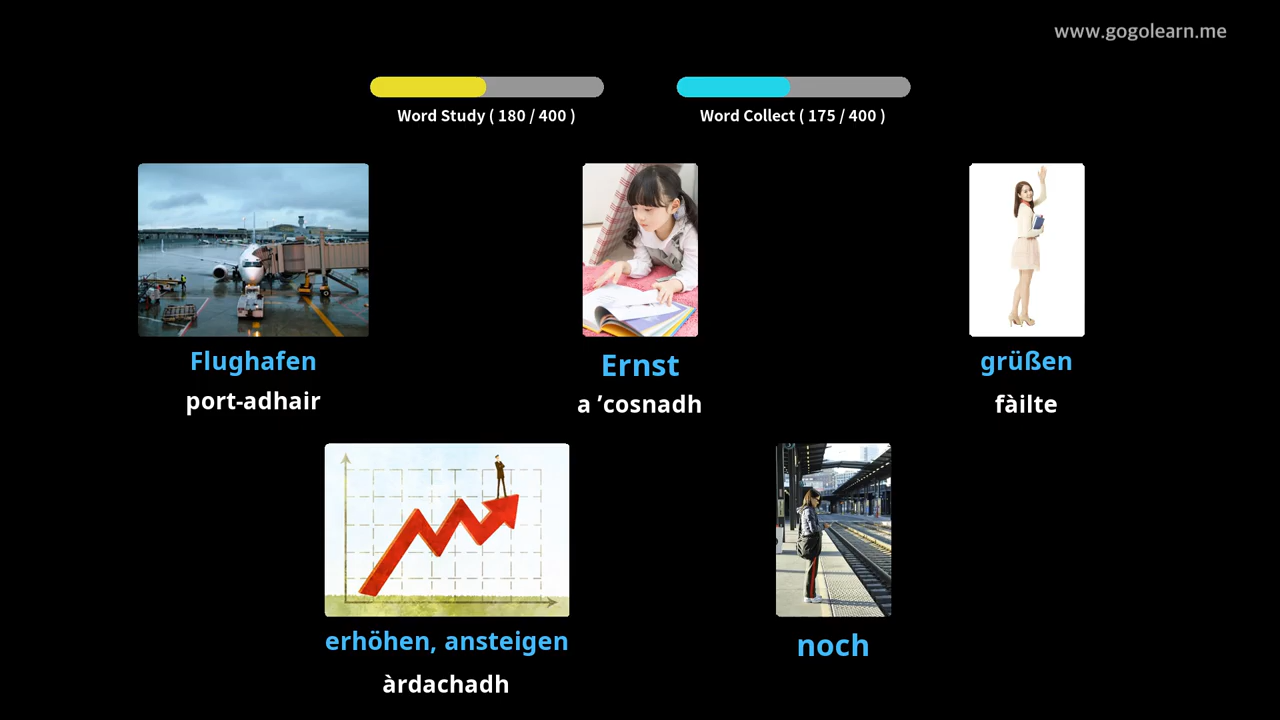 www.gogolearn.me
Word Study ( 180 / 400 )
Word Collect ( 175 / 400 )
Flughafen
port-adhair
Ernst
a ’cosnadh
grüßen
fàilte
erhöhen, ansteigen
àrdachadh
noch